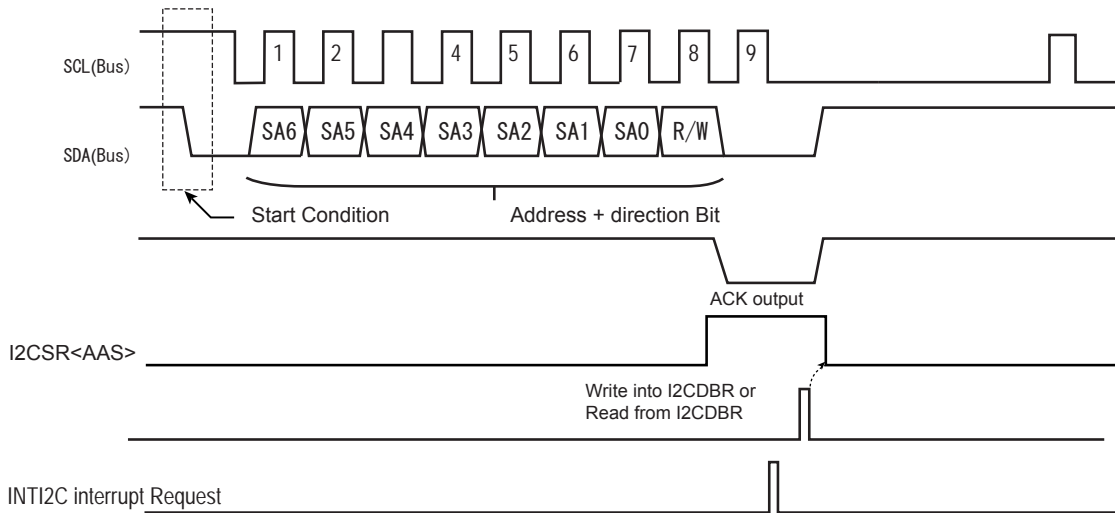 1 2 4 5 6 7 8 9
SCL(Bus)
SA6 SA5 SA4 SA3 SA2 SA1 SA0 R/W
SDA(Bus)
Start Condition
Address + direction Bit
ACK output
I2CSR<AAS>
Write into I2CDBR or
Read from I2CDBR
INTI2C interrupt Request